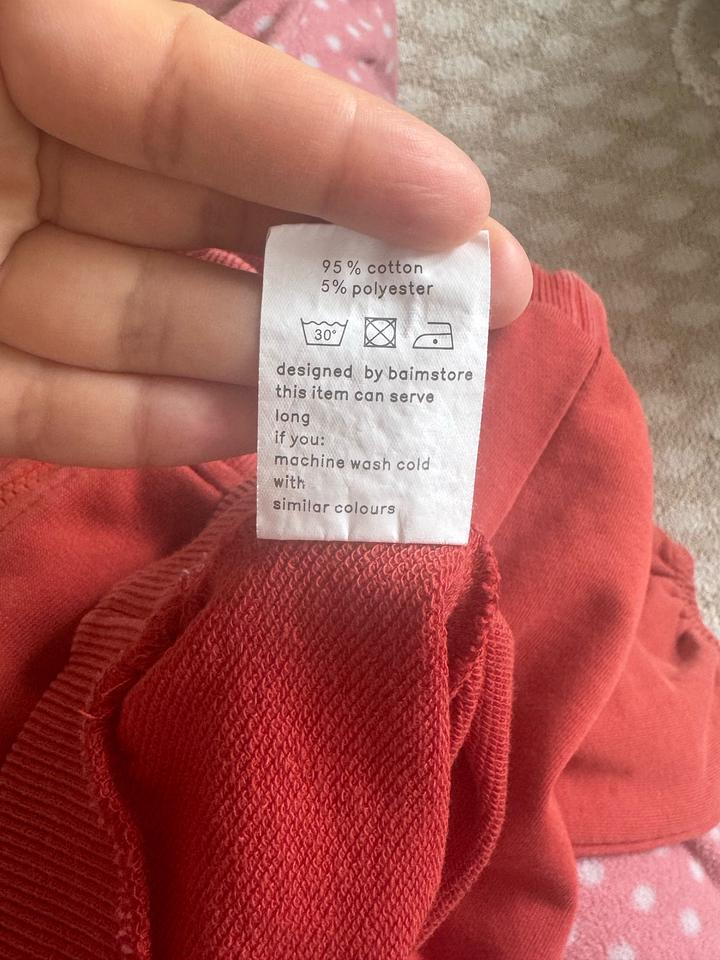 95% cotton
5% polyester
30°
designed by baimstore
this item can serve
long
if you:
machine wash cold
with
similar colours